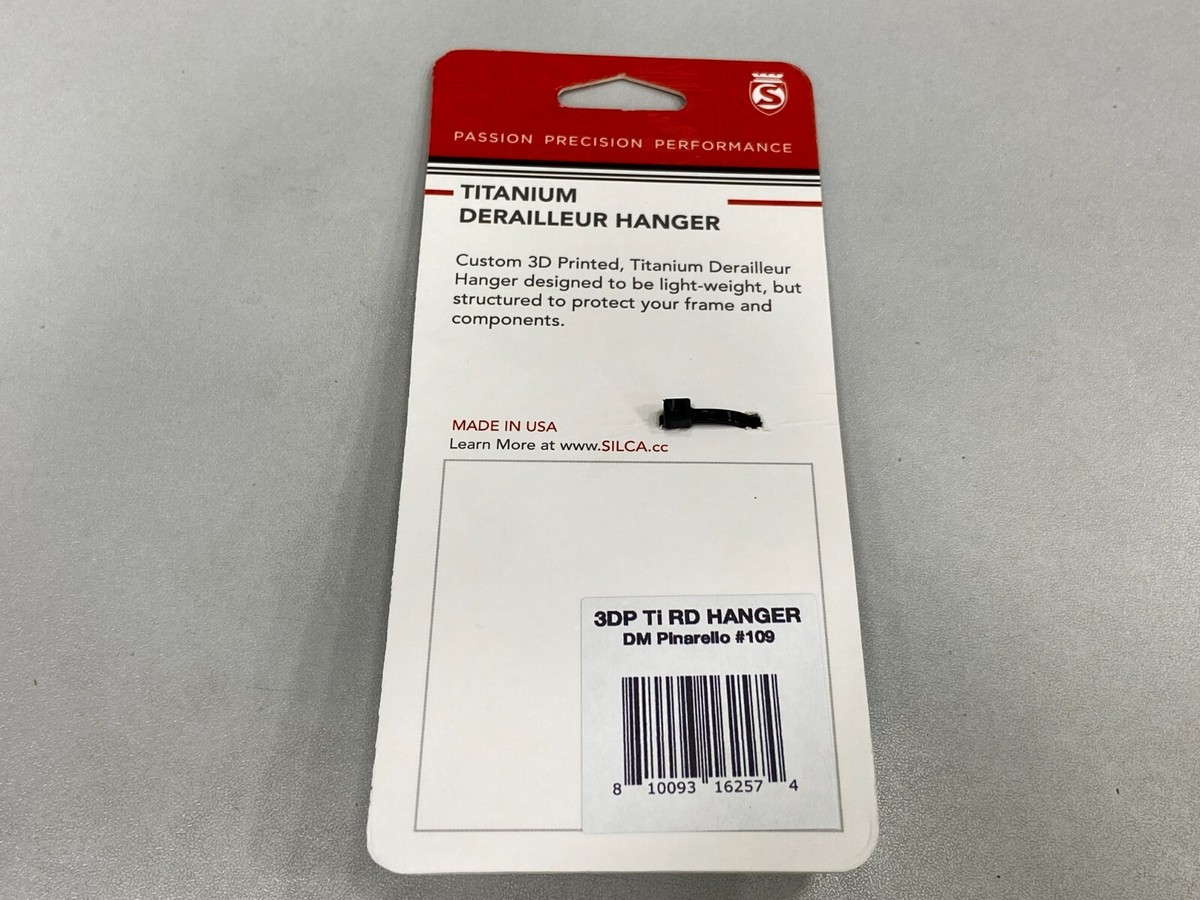 S
PASSION PRECISION PERFORMANCE
TITANIUM
DERAILLEUR HANGER
Custom 3D Printed, Titanium Derailleur
Hanger designed to be light-weight, but
structured to protect your frame and
components.
MADE IN USA
Learn More at www.SILCA.cc
3DP Ti RD HANGER
DM Pinarello #109
8 10093 16257 4